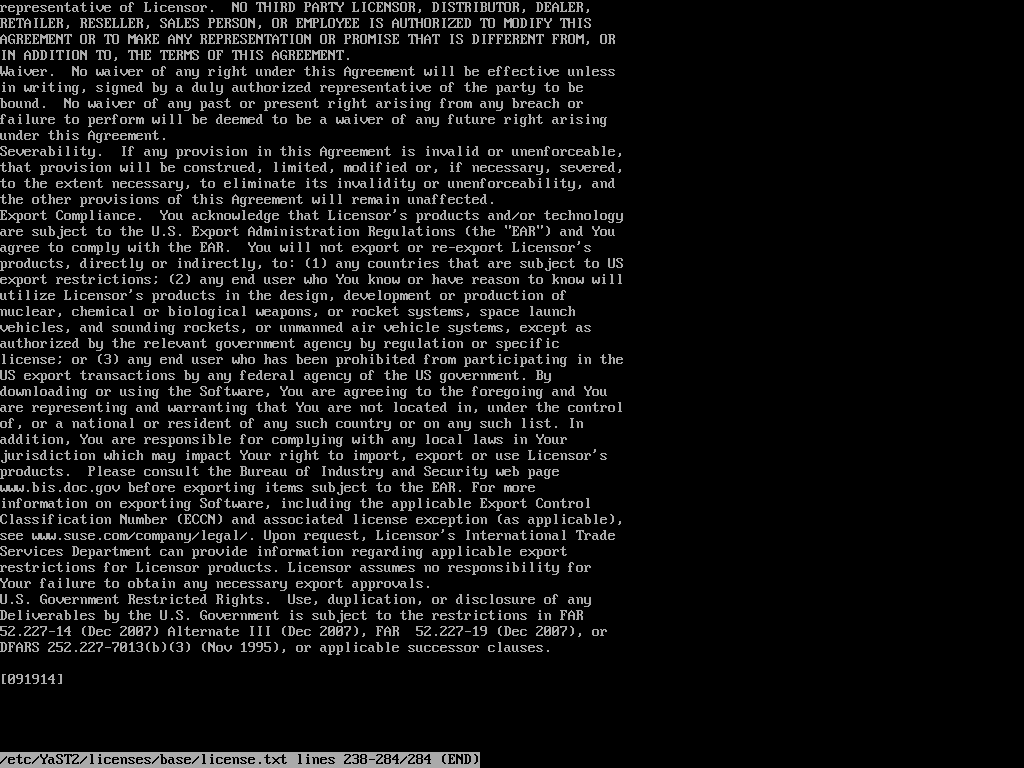 representative of Licensor.  NO THIRD PARTY LICENSOR, DISTRIBUTOR, DEALER,
RETAILER, RESELLER, SALES PERSON, OR EMPLOYEE IS AUTHORIZED TO MODIFY THIS
AGREEMENT OR TO MAKE ANY REPRESENTATION OR PROMISE THAT IS DIFFERENT FROM, OR
IN ADDITION TO, THE TERMS OF THIS AGREEMENT.
Waiver.  No waiver of any right under this Agreement will be effective unless
in writing, signed by a duly authorized representative of the party to be
bound.  No waiver of any past or present right arising from any breach or
failure to perform will be deemed to be a waiver of any future right arising
under this Agreement.
Severability.  If any provision in this Agreement is invalid or unenforceable,
that provision will be construed, limited, modified or, if necessary, severed,
to the extent necessary, to eliminate its invalidity or unenforceability, and
the other provisions of this Agreement will remain unaffected.
Export Compliance.  You acknowledge that Licensor's products and/or technology
are subject to the U.S. Export Administration Regulations (the "EAR") and You
agree to comply with the EAR.  You will not export or re-export Licensor's
products, directly or indirectly, to: (1) any countries that are subject to US
export restrictions; (2) any end user who You know or have reason to know will
utilize Licensor's products in the design, development or production of
nuclear, chemical or biological weapons, or rocket systems, space launch
vehicles, and sounding rockets, or unmanned air vehicle systems, except as
authorized by the relevant government agency by regulation or specific
license; or (3) any end user who has been prohibited from participating in the
US export transactions by any federal agency of the US government. By
downloading or using the Software, You are agreeing to the foregoing and You
are representing and warranting that You are not located in, under the control
of, or a national or resident of any such country or on any such list. In
addition, You are responsible for complying with any local laws in Your
jurisdiction which may impact Your right to import, export or use Licensor's
products.  Please consult the Bureau of Industry and Security web page
www.bis.doc.gov before exporting items subject to the EAR. For more
information on exporting Software, including the applicable Export Control
Classification Number (ECCN) and associated license exception (as applicable),
see www.suse.com/company/legal/. Upon request, Licensor's International Trade
Services Department can provide information regarding applicable export
restrictions for Licensor products. Licensor assumes no responsibility for
Your failure to obtain any necessary export approvals.
U.S. Government Restricted Rights.  Use, duplication, or disclosure of any
Deliverables by the U.S. Government is subject to the restrictions in FAR
52.227-14 (Dec 2007) Alternate III (Dec 2007), FAR  52.227-19 (Dec 2007), or
DFARS 252.227-7013(b)(3) (Nov 1995), or applicable successor clauses.
[091914]
/etc/YaST2/licenses/base/license.txt lines 238-284/284 (END)